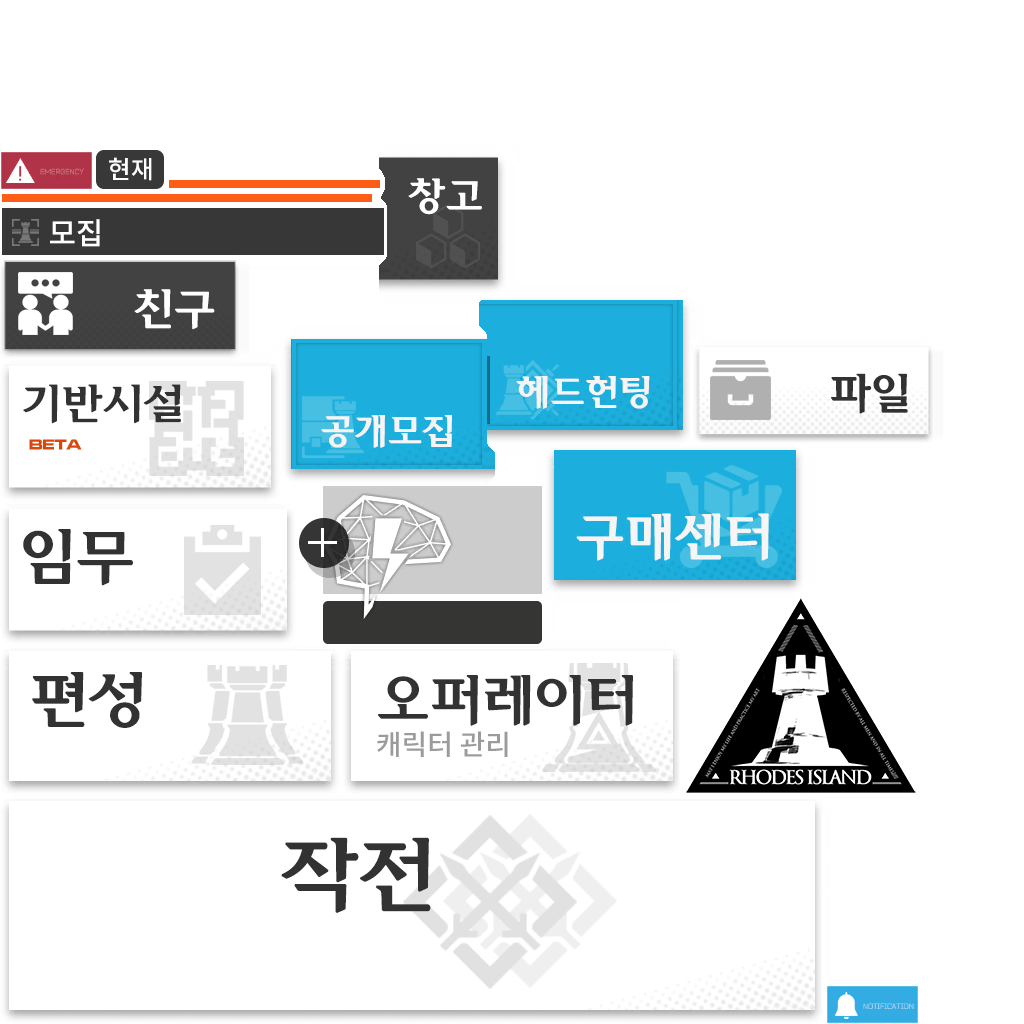 EMERGENCY
현재
창고
모집
친구
헤드헌팅
공개모집
파일
기반시설
BETA
구매센터
임무
편성
오퍼레이터
캐릭터 관리
RHODES ISLAND
작전
NOTIFICATION